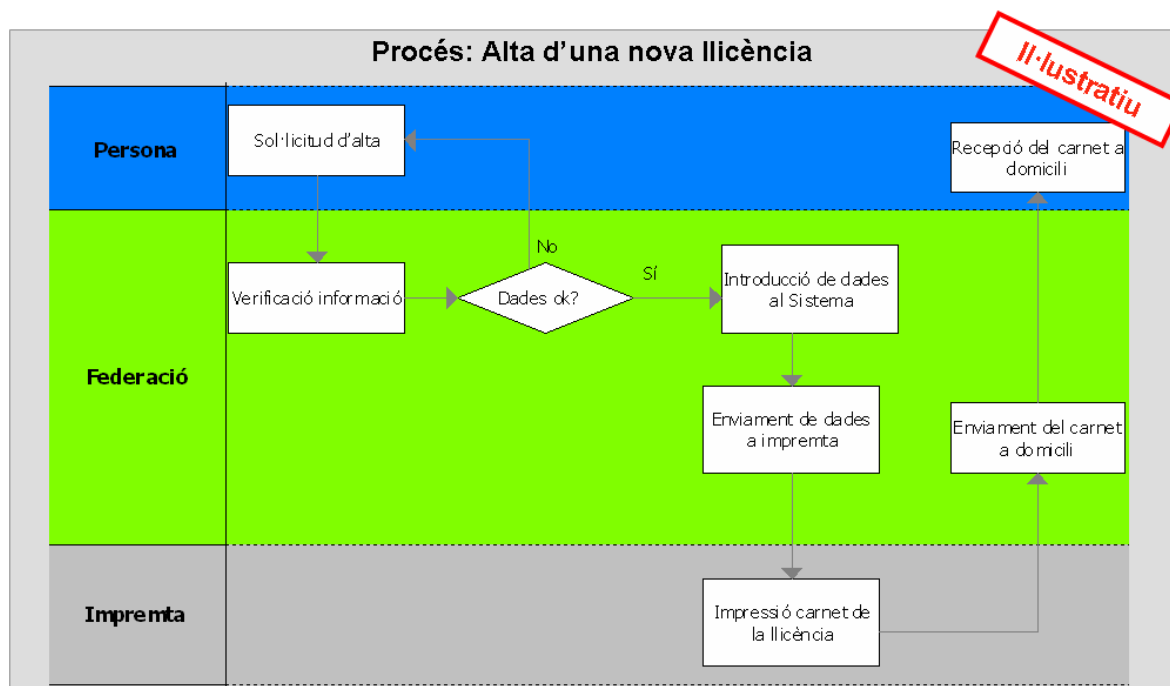 Procés: Alta d'una nova llicència
Il·lustratiu
Persona
Sol·licitud d'alta
Recepció del carnet a
domicili
Federació
Verificació informació
No
Dades ok?
Sí
Introducció de dades
al Sistema
Enviament de dades
a impremta
Enviament del carnet
a domicili
Impremta
Impressió carnet de
la llicència